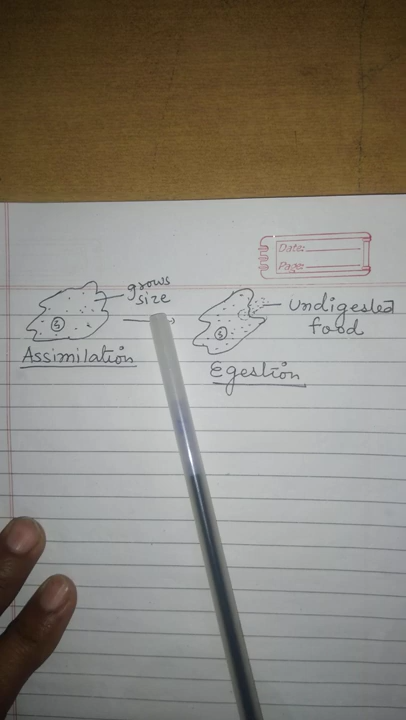 Date:
Page:
grows
size
Undigested
food
Assimilation
Egestion